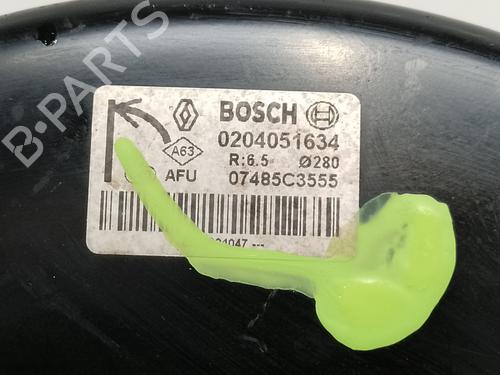 B-PARTS
BOSCH
0204051634
A63
R:6.5 Ø280
AFU 07485C3555